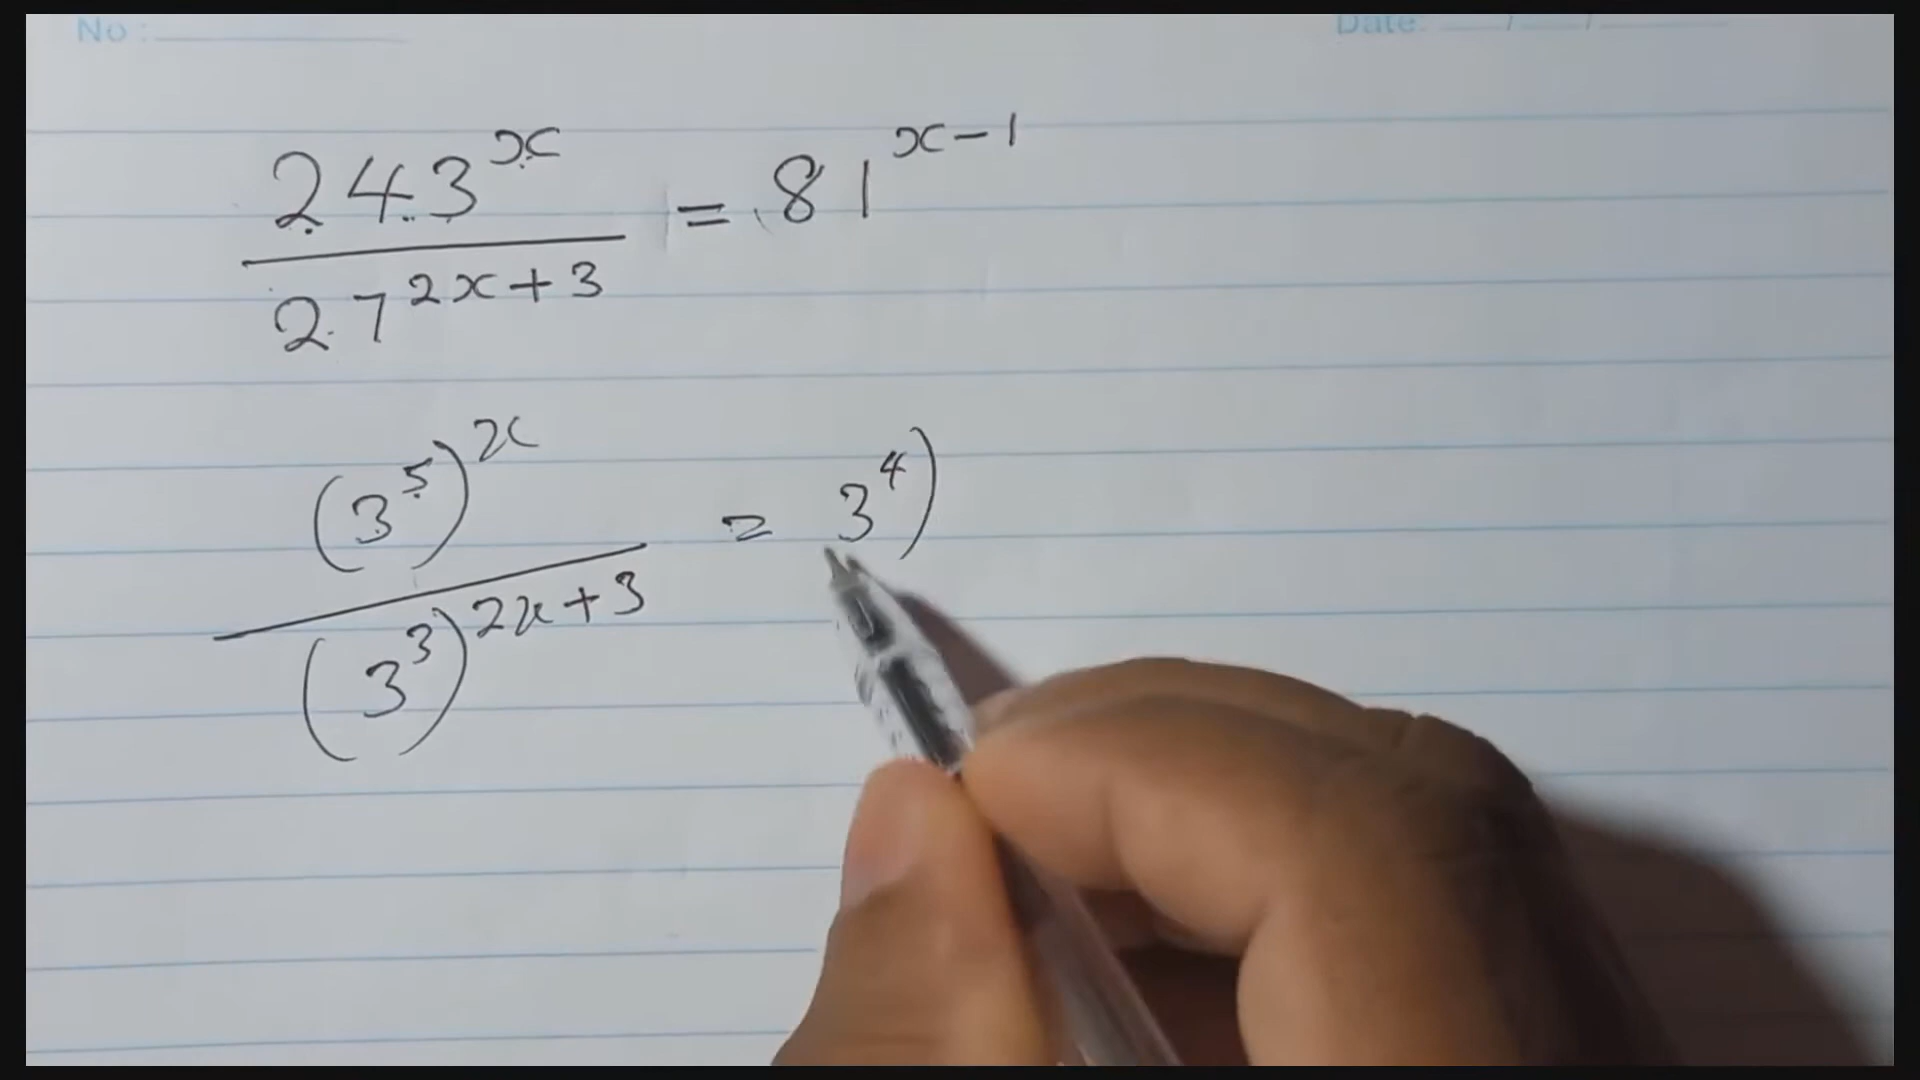 No :
Date: / /
243^x / 27^(2x+3) = 81^(x-1)
(3^5)^x / (3^3)^(2x+3) = 3^4)